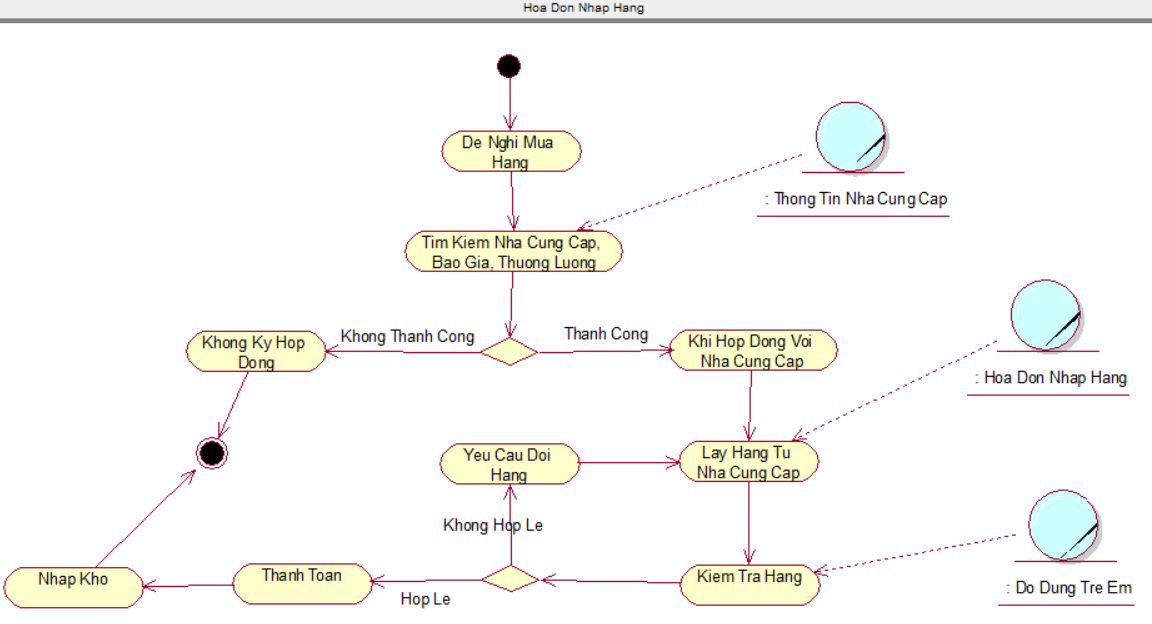 Hoa Don Nhap Hang
De Nghi Mua
Hang
: Thong Tin Nha Cung Cap
Tim Kiem Nha Cung Cap,
Bao Gia, Thuong Luong
Khong Thanh Cong
Thanh Cong
Khong Ky Hop
Dong
Khi Hop Dong Voi
Nha Cung Cap
: Hoa Don Nhap Hang
Yeu Cau Doi
Hang
Lay Hang Tu
Nha Cung Cap
Khong Hop Le
Nhap Kho
Thanh Toan
Hop Le
Kiem Tra Hang
: Do Dung Tre Em